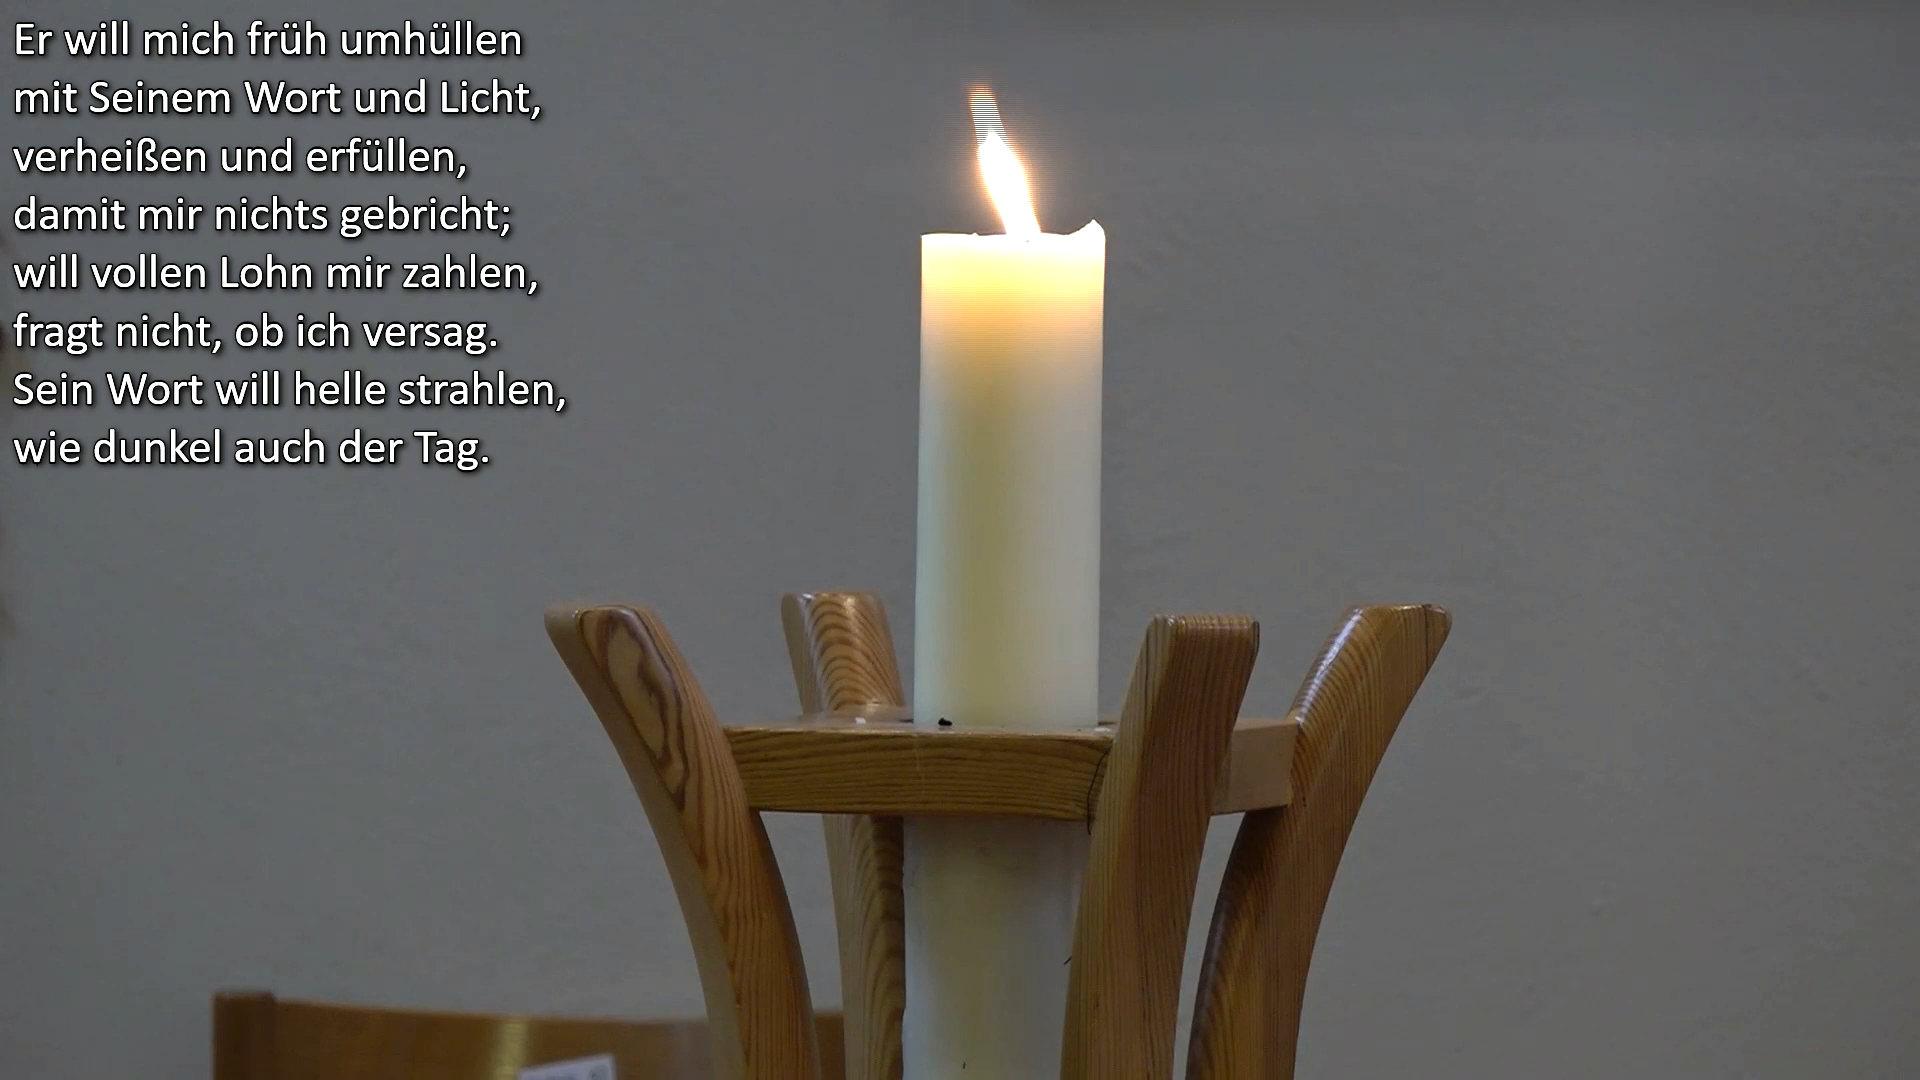 Er will mich früh umhüllen
mit Seinem Wort und Licht,
verheißen und erfüllen,
damit mir nichts gebricht;
will vollen Lohn mir zahlen,
fragt nicht, ob ich versag.
Sein Wort will helle strahlen,
wie dunkel auch der Tag.